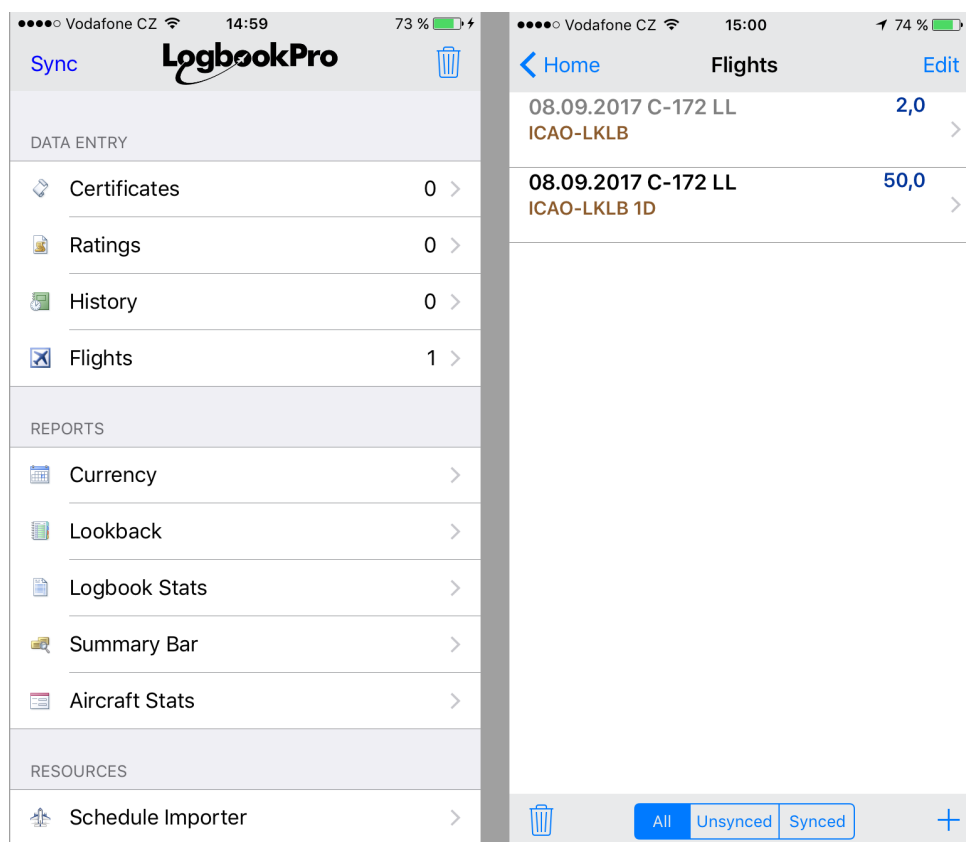 Vodafone CZ 14:59 73 %
Sync LogbookPro
DATA ENTRY
Certificates 0
Ratings 0
History 0
Flights 1
REPORTS
Currency
Lookback
Logbook Stats
Summary Bar
Aircraft Stats
RESOURCES
Schedule Importer
Vodafone CZ 15:00 74 %
Home Flights Edit
08.09.2017 C-172 LL 2,0
ICAO-LKLB
08.09.2017 C-172 LL 50,0
ICAO-LKLB 1D
All Unsynced Synced